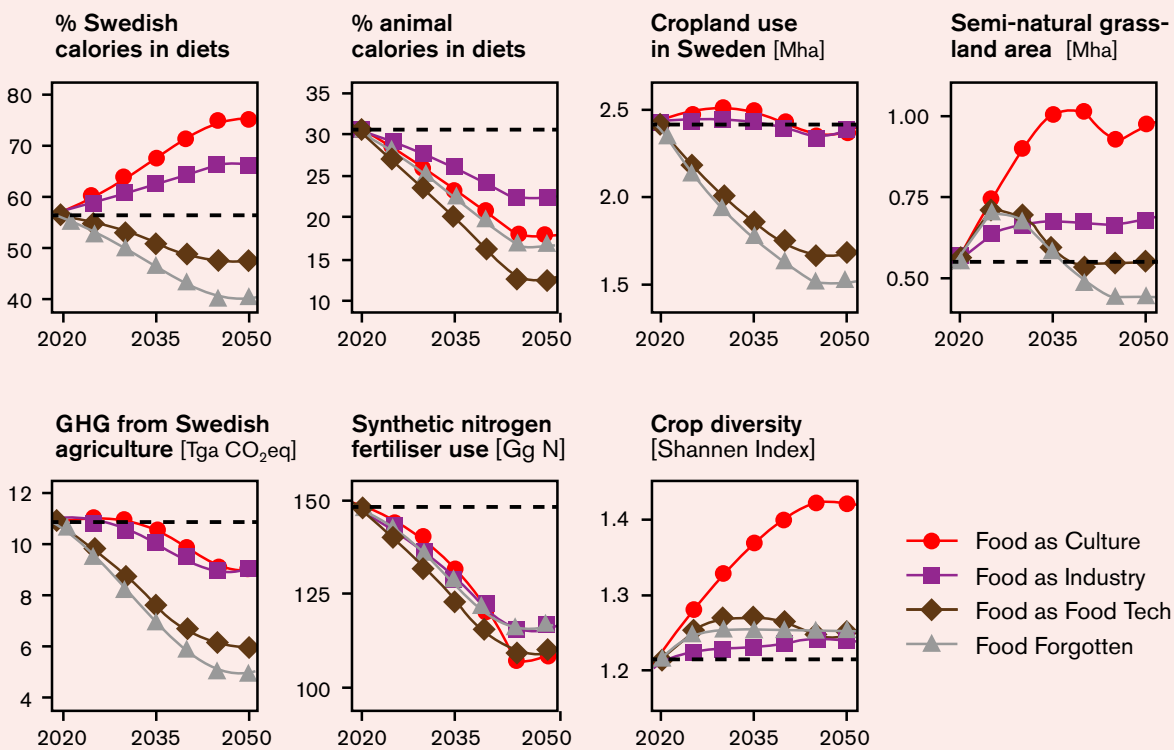 % Swedish
calories in diets
80
70
60
50
40
2020 2035 2050
% animal
calories in diets
35
30
25
20
15
10
2020 2035 2050
Cropland use
in Sweden [Mha]
2.5
2.0
1.5
2020 2035 2050
Semi-natural grass-
land area [Mha]
1.00
0.75
0.50
2020 2035 2050
GHG from Swedish
agriculture [Tga CO₂eq]
12
10
8
6
4
2020 2035 2050
Synthetic nitrogen
fertiliser use [Gg N]
150
125
100
2020 2035 2050
Crop diversity
[Shannen Index]
1.4
1.3
1.2
2020 2035 2050
Food as Culture
Food as Industry
Food as Food Tech
Food Forgotten